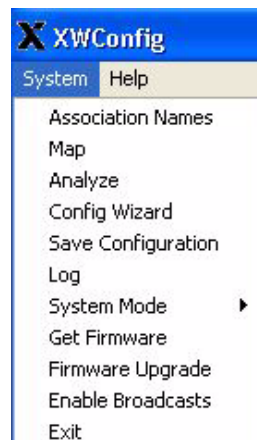 X XWConfig
System Help
Association Names
Map
Analyze
Config Wizard
Save Configuration
Log
System Mode
Get Firmware
Firmware Upgrade
Enable Broadcasts
Exit